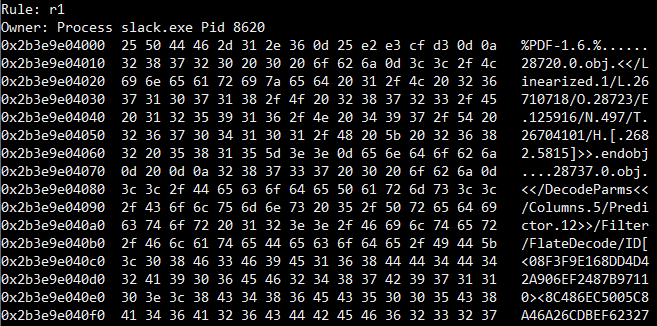 Rule: r1
Owner: Process slack.exe Pid 8620
0x2b3e9e04000 25 50 44 46 2d 31 2e 36 0d 25 e2 e3 cf d3 0d 0a %PDF-1.6.%......
0x2b3e9e04010 32 38 37 32 30 20 30 20 6f 62 6a 0d 3c 3c 2f 4c 28720.0.obj.<</L
0x2b3e9e04020 69 6e 65 61 72 69 7a 65 64 20 31 2f 4c 20 32 36 inearized.1/L.26
0x2b3e9e04030 37 31 30 37 31 38 2f 4f 20 32 38 37 32 33 2f 45 710718/O.28723/E
0x2b3e9e04040 20 31 32 35 39 31 36 2f 4e 20 34 39 37 2f 54 20 .125916/N.497/T.
0x2b3e9e04050 32 36 37 30 34 31 30 31 2f 48 20 5b 20 32 36 38 26704101/H.[.268
0x2b3e9e04060 32 20 35 38 31 35 5d 3e 3e 0d 65 6e 64 6f 62 6a 2.5815]>>.endobj
0x2b3e9e04070 0d 20 0d 0a 32 38 37 33 37 20 30 20 6f 62 6a 0d ....28737.0.obj.
0x2b3e9e04080 3c 3c 2f 44 65 63 6f 64 65 50 61 72 6d 73 3c 3c <</DecodeParms<<
0x2b3e9e04090 2f 43 6f 6c 75 6d 6e 73 20 35 2f 50 72 65 64 69 /Columns.5/Predi
0x2b3e9e040a0 63 74 6f 72 20 31 32 3e 3e 2f 46 69 6c 74 65 72 ctor.12>>/Filter
0x2b3e9e040b0 2f 46 6c 61 74 65 44 65 63 6f 64 65 2f 49 44 5b /FlateDecode/ID[
0x2b3e9e040c0 3c 30 38 46 33 46 39 45 31 36 38 44 44 34 44 34 <08F3F9E168DD4D4
0x2b3e9e040d0 32 41 39 30 36 45 46 32 34 38 37 42 39 37 31 31 2A906EF2487B9711
0x2b3e9e040e0 30 3e 3c 38 43 34 38 36 45 43 35 30 30 35 43 38 0><8C486EC5005C8
0x2b3e9e040f0 41 34 36 41 32 36 43 44 42 45 46 36 32 33 32 37 A46A26CDBEF62327